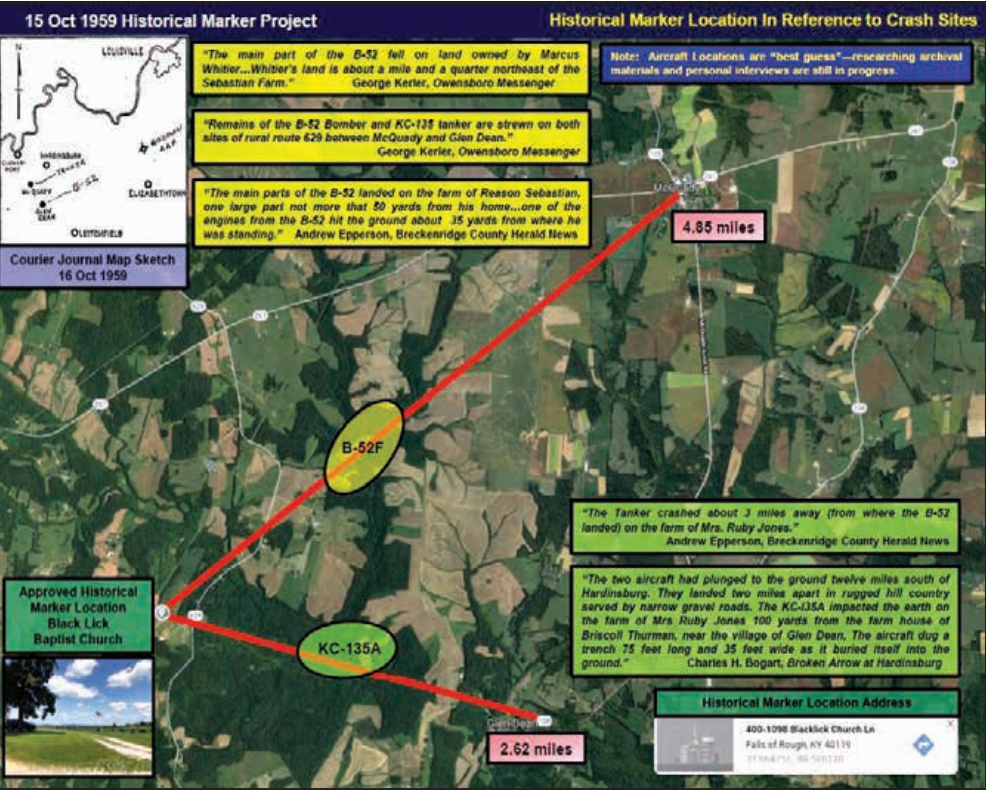 15 Oct 1959 Historical Marker Project
Historical Marker Location In Reference to Crash Sites
N
LOUISVILLE
HARDINSBURG
TANKER
McQUADY
B-52
GLEN
DEAN
ELIZABETHTOWN
LEITCHFIELD
Courier Journal Map Sketch
16 Oct 1959
“The main part of the B-52 fell on land owned by Marcus
Whitier...Whitier's land is about a mile and a quarter northeast of the
Sebastian Farm.” George Kerler, Owensboro Messenger
“Remains of the B-52 Bomber and KC-135 tanker are strewn on both
sites of rural route 629 between McQuady and Glen Dean.”
George Kerler, Owensboro Messenger
“The main parts of the B-52 landed on the farm of Reason Sebastian,
one large part not more that 50 yards from his home...one of the
engines from the B-52 hit the ground about 35 yards from where he
was standing.” Andrew Epperson, Breckenridge County Herald News
Note: Aircraft Locations are “best guess”—researching archival
materials and personal interviews are still in progress.
McQuady
4.85 miles
B-52F
“The Tanker crashed about 3 miles away (from where the B-52
landed) on the farm of Mrs. Ruby Jones.”
Andrew Epperson, Breckenridge County Herald News
“The two aircraft had plunged to the ground twelve miles south of
Hardinsburg. They landed two miles apart in rugged hill country
served by narrow gravel roads. The KC-135A impacted the earth on
the farm of Mrs Ruby Jones 100 yards from the farm house of
Briscoll Thurman, near the village of Glen Dean, The aircraft dug a
trench 75 feet long and 35 feet wide as it buried itself into the
ground.” Charles H. Bogart, Broken Arrow at Hardinsburg
Approved Historical
Marker Location
Black Lick
Baptist Church
KC-135A
Glen Dean
2.62 miles
Historical Marker Location Address
400-1098 Blacklick Church Ln
Falls of Rough, KY 40119